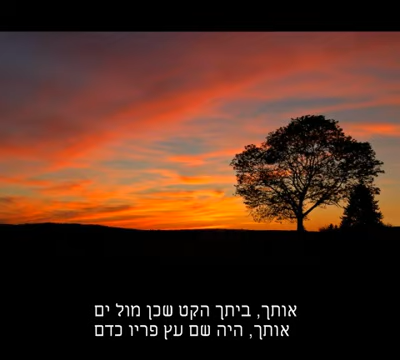 אותך, ביתך הקט שכן מול ים
אותך, היה שם עץ פריו כדם